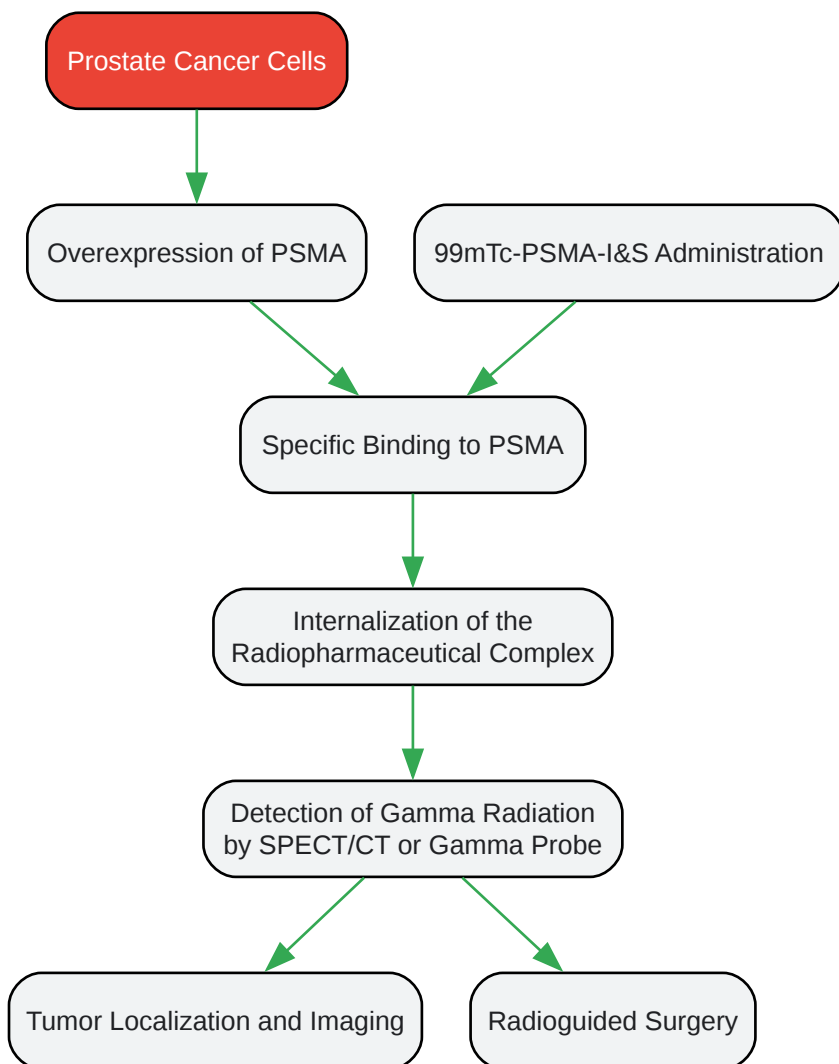 Prostate Cancer Cells
Overexpression of PSMA
99mTc-PSMA-I&S Administration
Specific Binding to PSMA
Internalization of the
Radiopharmaceutical Complex
Detection of Gamma Radiation
by SPECT/CT or Gamma Probe
Tumor Localization and Imaging
Radioguided Surgery